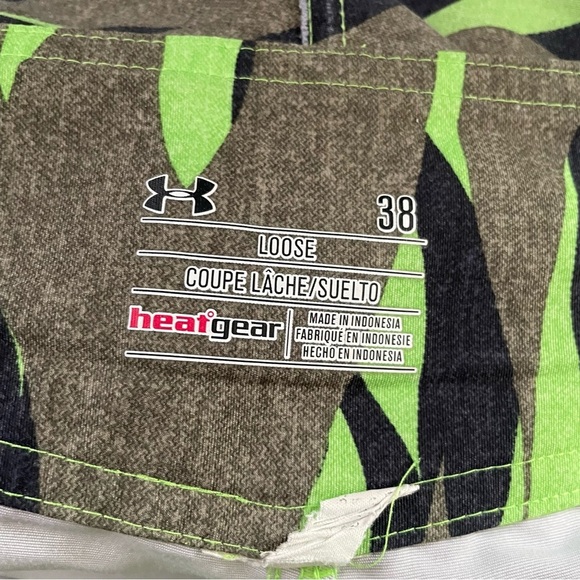 38
LOOSE
COUPE LÂCHE/SUELTO
heatgear
MADE IN INDONESIA
FABRIQUÉ EN INDONESIE
HECHO EN INDONESIA